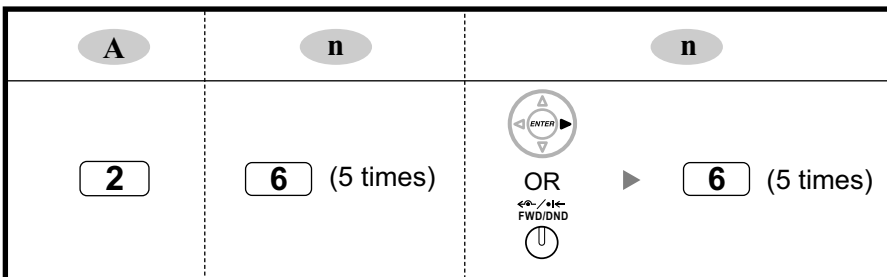 A n n
ENTER
2 6 (5 times) OR 6 (5 times)
FWD/DND